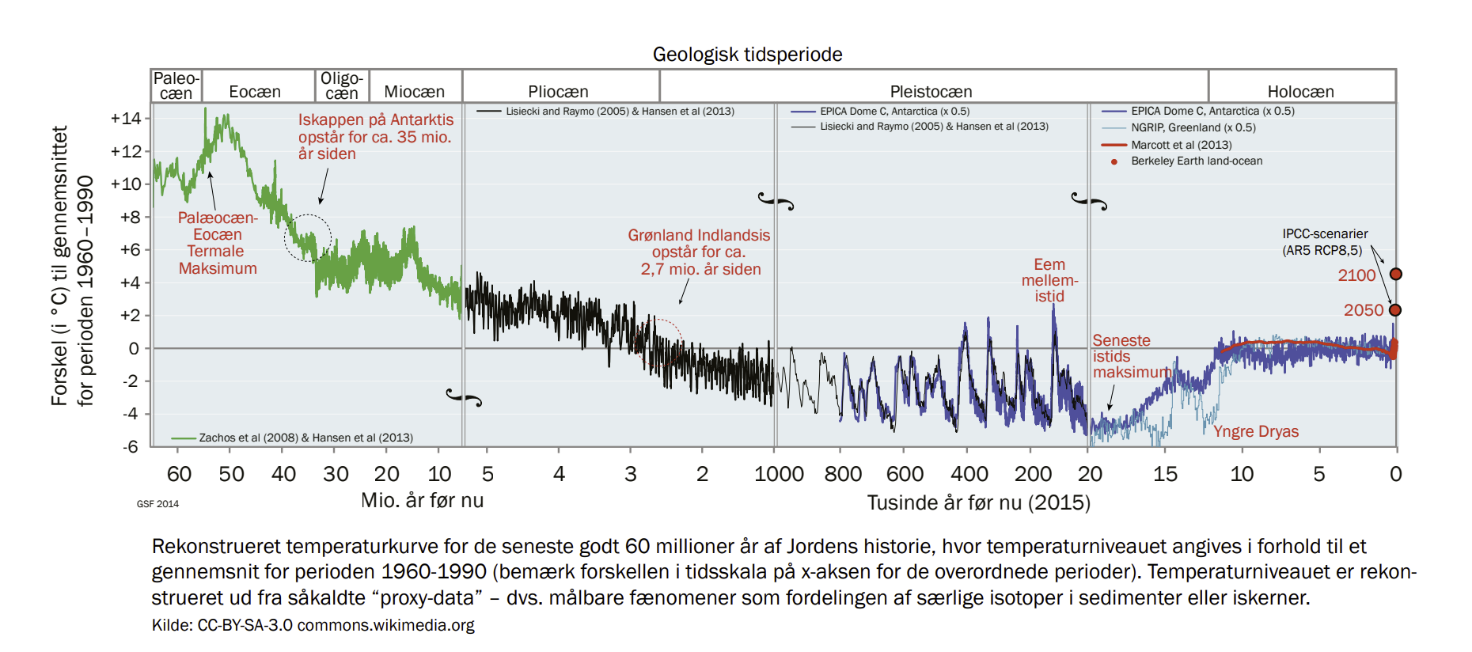 Geologisk tidsperiode
Paleo-
cæn
Eocæn
Oligo-
cæn
Miocæn
Pliocæn
Pleistocæn
Holocæn
Forskel (i °C) til gennemsnittet
for perioden 1960–1990
+14
+12
+10
+8
+6
+4
+2
0
-2
-4
-6
Iskappen på Antarktis
opstår for ca. 35 mio.
år siden
Palæocæn-
Eocæn
Termale
Maksimum
Zachos et al (2008) & Hansen et al (2013)
Lisiecki and Raymo (2005) & Hansen et al (2013)
Grønland Indlandsis
opstår for ca.
2,7 mio. år siden
EPICA Dome C, Antarctica (x 0.5)
Lisiecki and Raymo (2005) & Hansen et al (2013)
Eem
mellem-
istid
EPICA Dome C, Antarctica (x 0.5)
NGRIP, Greenland (x 0.5)
Marcott et al (2013)
Berkeley Earth land-ocean
IPCC-scenarier
(AR5 RCP8,5)
2100
2050
Seneste
istids
maksimum
Yngre Dryas
60 50 40 30 20 10 5 4 3 2 1000 800 600 400 200 20 15 10 5 0
GSF 2014
Mio. år før nu
Tusinde år før nu (2015)
Rekonstrueret temperaturkurve for de seneste godt 60 millioner år af Jordens historie, hvor temperaturniveauet angives i forhold til et
gennemsnit for perioden 1960-1990 (bemærk forskellen i tidsskala på x-aksen for de overordnede perioder). Temperaturniveauet er rekon-
strueret ud fra såkaldte “proxy-data” – dvs. målbare fænomener som fordelingen af særlige isotoper i sedimenter eller iskerner.
Kilde: CC-BY-SA-3.0 commons.wikimedia.org